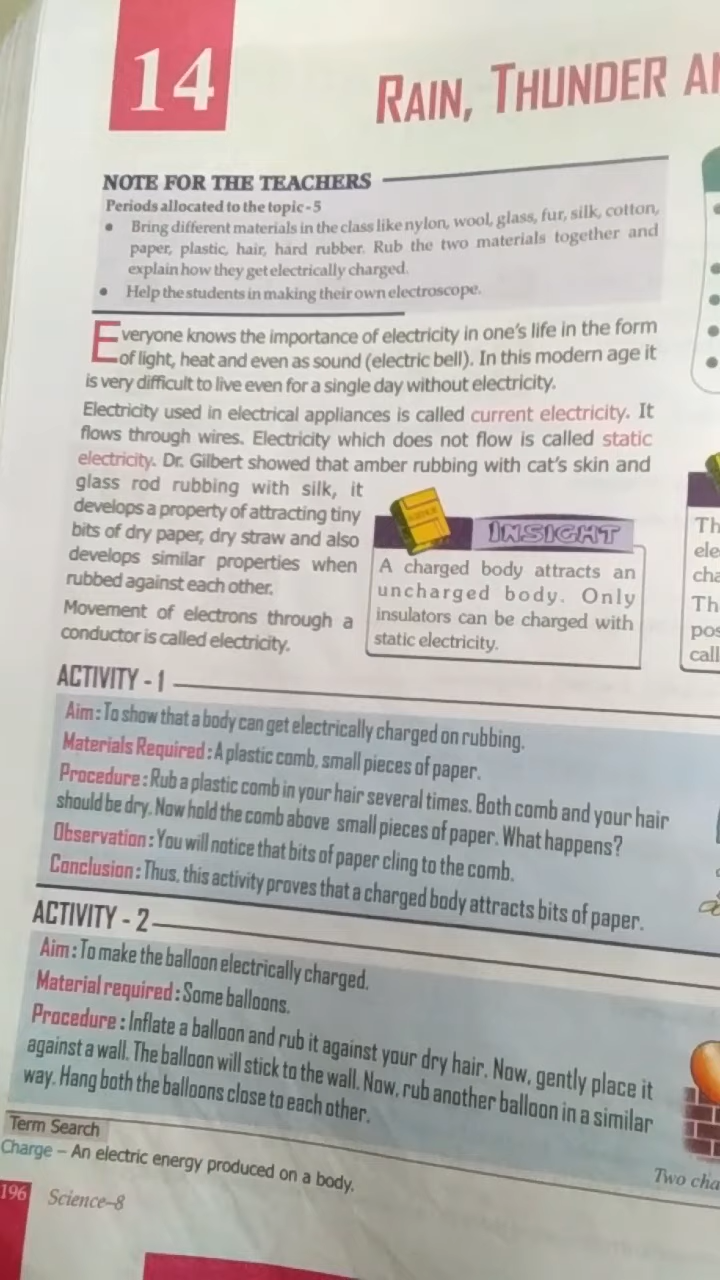 14
RAIN, THUNDER
NOTE FOR THE TEACHERS
Periods allocated to the topic - 5
• Bring different materials in the class like nylon, wool, glass, fur, silk, cotton,
paper, plastic, hair, hard rubber. Rub the two materials together and
explain how they get electrically charged.
• Help the students in making their own electroscope.
Everyone knows the importance of electricity in one's life in the form
of light, heat and even as sound (electric bell). In this modern age it
is very difficult to live even for a single day without electricity.
Electricity used in electrical appliances is called current electricity. It
flows through wires. Electricity which does not flow is called static
electricity. Dr. Gilbert showed that amber rubbing with cat's skin and
glass rod rubbing with silk, it
develops a property of attracting tiny
bits of dry paper, dry straw and also
develops similar properties when
rubbed against each other.
Movement of electrons through a
conductor is called electricity.
INSIGHT
A charged body attracts an
uncharged body. Only
insulators can be charged with
static electricity.
Th
ele
cha
Th
pos
call
ACTIVITY - 1
Aim : To show that a body can get electrically charged on rubbing.
Materials Required : A plastic comb, small pieces of paper.
Procedure : Rub a plastic comb in your hair several times. Both comb and your hair
should be dry. Now hold the comb above small pieces of paper. What happens?
Observation : You will notice that bits of paper cling to the comb.
Conclusion : Thus, this activity proves that a charged body attracts bits of paper.
ACTIVITY - 2
Aim : To make the balloon electrically charged.
Material required : Some balloons.
Procedure : Inflate a balloon and rub it against your dry hair. Now, gently place it
against a wall. The balloon will stick to the wall. Now, rub another balloon in a similar
way. Hang both the balloons close to each other.
Two cha
Term Search
Charge – An electric energy produced on a body.
196 Science–8